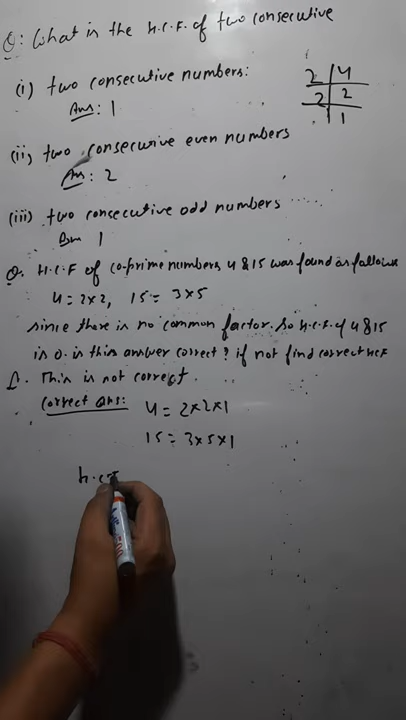 Q: What is the H.C.F. of two consecutive
(i) two consecutive numbers:
Ans: 1
2 | 4
2 | 2
1
(ii) two consecutive even numbers
Ans: 2
(iii) two consecutive odd numbers .....
Ans 1
Q. H.C.F of co-prime numbers 4 & 15 was found as follows
4 = 2×2, 15 = 3×5
since there is no common factor. So H.C.F of 4 & 15
is 0. is this answer correct? if not find correct HCF
This is not correct.
Correct Ans: 4 = 2×2×1
15 = 3×5×1
h.cf